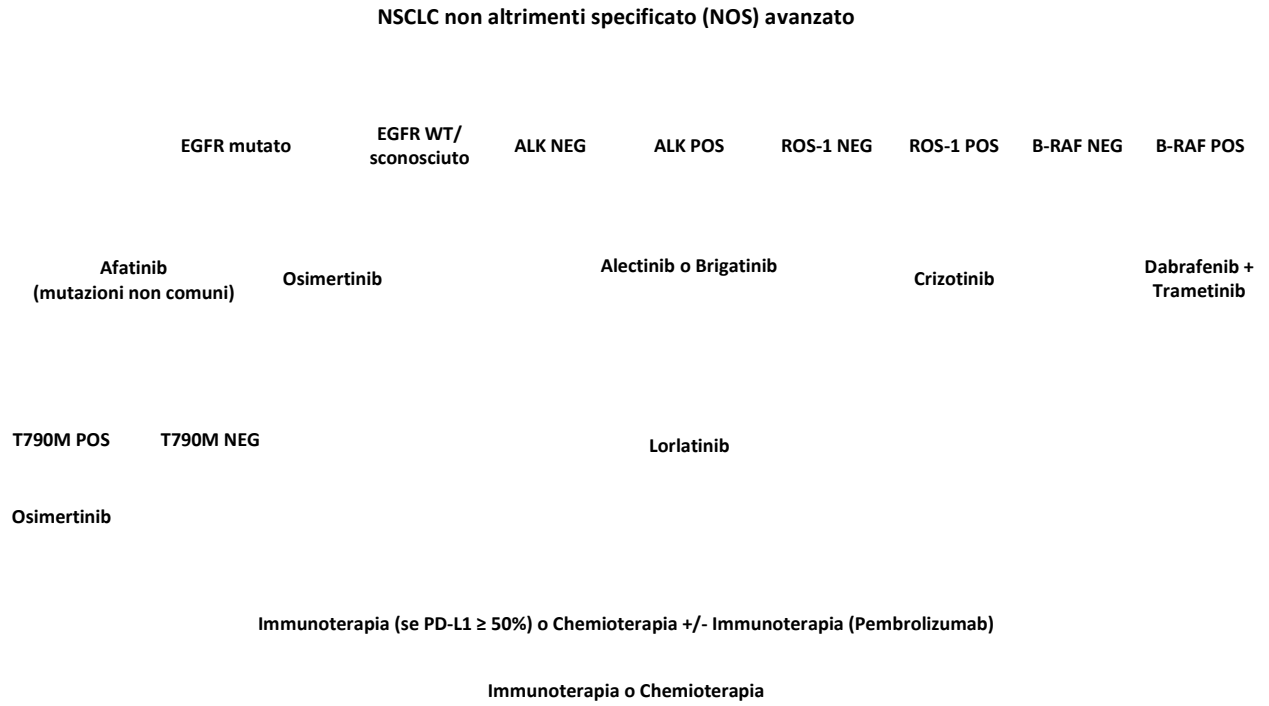 NSCLC non altrimenti specificato (NOS) avanzato
EGFR mutato
EGFR WT/
sconosciuto
ALK NEG
ALK POS
ROS-1 NEG
ROS-1 POS
B-RAF NEG
B-RAF POS
Afatinib
(mutazioni non comuni)
Osimertinib
Alectinib o Brigatinib
Crizotinib
Dabrafenib +
Trametinib
T790M POS
T790M NEG
Lorlatinib
Osimertinib
Immunoterapia (se PD-L1 ≥ 50%) o Chemioterapia +/- Immunoterapia (Pembrolizumab)
Immunoterapia o Chemioterapia